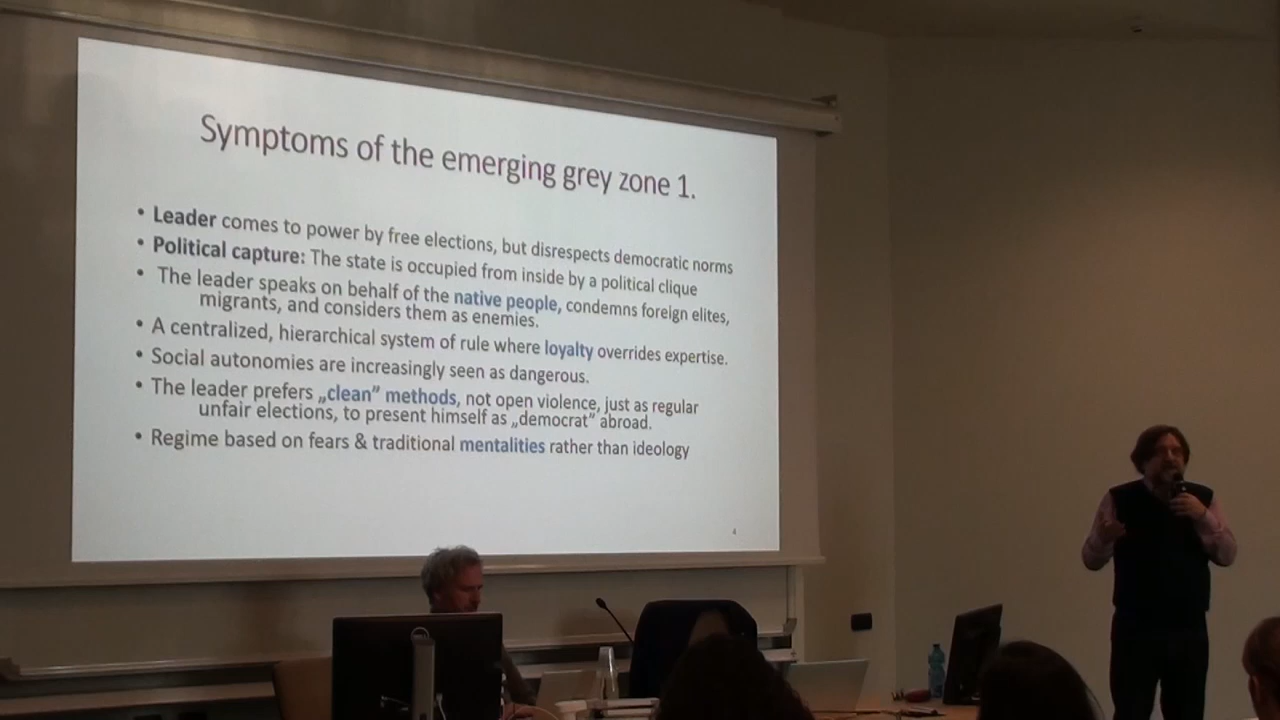 Symptoms of the emerging grey zone 1.
• Leader comes to power by free elections, but disrespects democratic norms
• Political capture: The state is occupied from inside by a political clique
• The leader speaks on behalf of the native people, condemns foreign elites,
migrants, and considers them as enemies.
• A centralized, hierarchical system of rule where loyalty overrides expertise.
• Social autonomies are increasingly seen as dangerous.
• The leader prefers „clean” methods, not open violence, just as regular
unfair elections, to present himself as „democrat” abroad.
• Regime based on fears & traditional mentalities rather than ideology
4